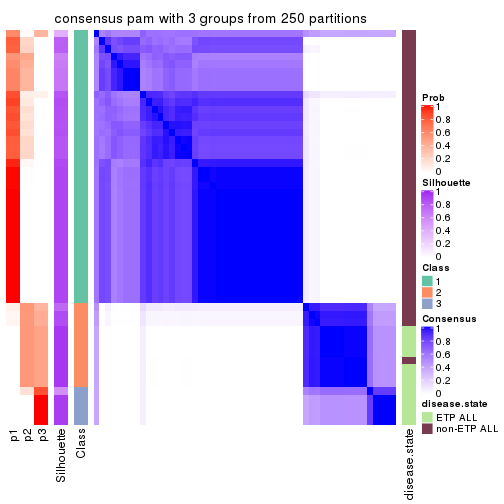 consensus pam with 3 groups from 250 partitions
Prob
1
0.8
0.6
0.4
0.2
0
Silhouette
1
0.8
0.6
0.4
0.2
0
Class
1
2
3
Consensus
1
0.8
0.6
0.4
0.2
0
disease.state
ETP ALL
non-ETP ALL
p1
p2
p3
Silhouette
Class
disease.state